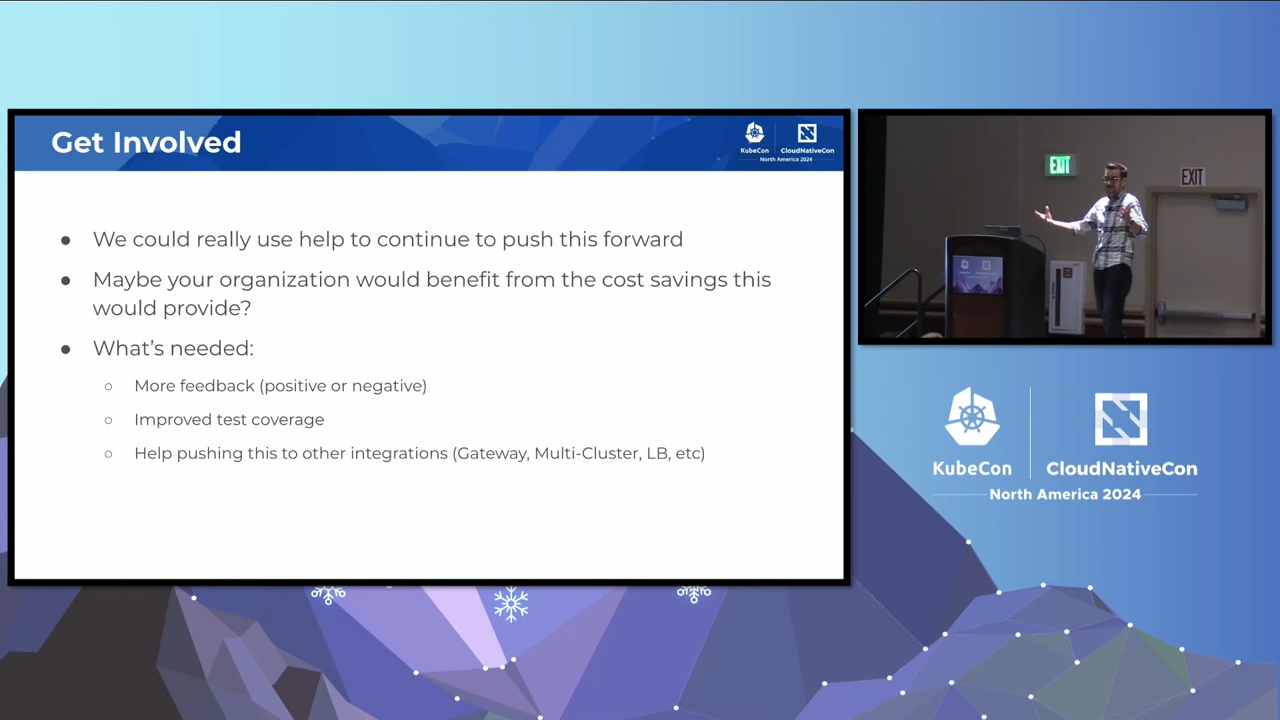 Get Involved
KubeCon
CloudNativeCon
North America 2024
● We could really use help to continue to push this forward
● Maybe your organization would benefit from the cost savings this
would provide?
● What's needed:
○ More feedback (positive or negative)
○ Improved test coverage
○ Help pushing this to other integrations (Gateway, Multi-Cluster, LB, etc)
EXIT
EXIT
KubeCon
CloudNativeCon
North America 2024